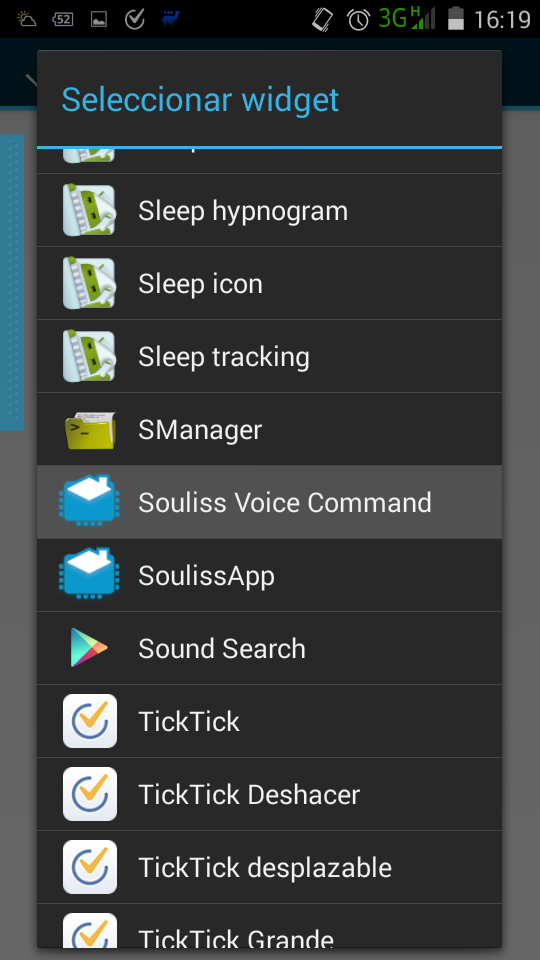 52
3G H 16:19
Seleccionar widget
Sleep hypnogram
Sleep icon
Sleep tracking
SManager
Souliss Voice Command
SoulissApp
Sound Search
TickTick
TickTick Deshacer
TickTick desplazable
TickTick Grande